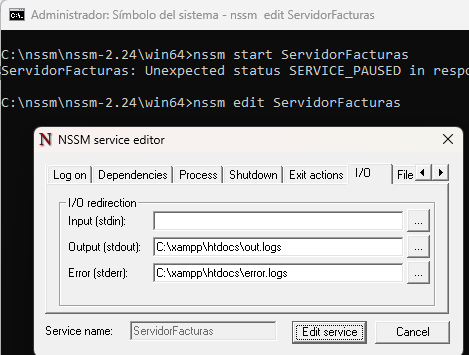 Administrador: Símbolo del sistema - nssm edit ServidorFacturas
C:\nssm\nssm-2.24\win64>nssm start ServidorFacturas
ServidorFacturas: Unexpected status SERVICE_PAUSED in respo
C:\nssm\nssm-2.24\win64>nssm edit ServidorFacturas
NSSM service editor
Log on Dependencies Process Shutdown Exit actions I/O File
I/O redirection
Input (stdin): ...
Output (stdout): C:\xampp\htdocs\out.logs ...
Error (stderr): C:\xampp\htdocs\error.logs ...
Service name: ServidorFacturas Edit service Cancel